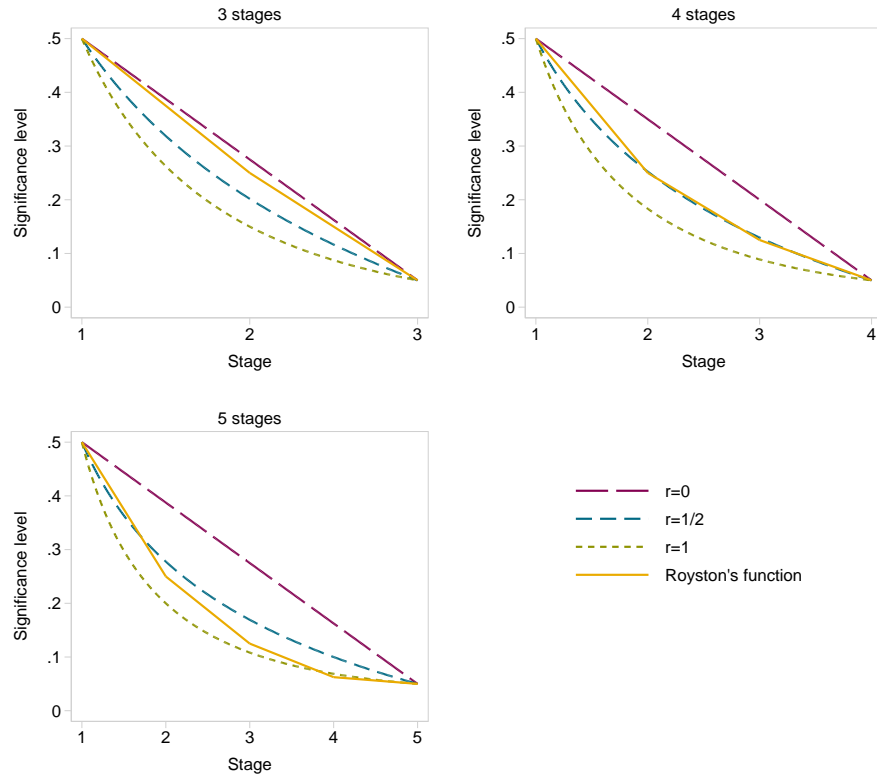 3 stages
.5
.4
.3
.2
.1
0
Significance level
1 2 3
Stage
4 stages
.5
.4
.3
.2
.1
0
Significance level
1 2 3 4
Stage
5 stages
.5
.4
.3
.2
.1
0
Significance level
1 2 3 4 5
Stage
r=0
r=1/2
r=1
Royston's function